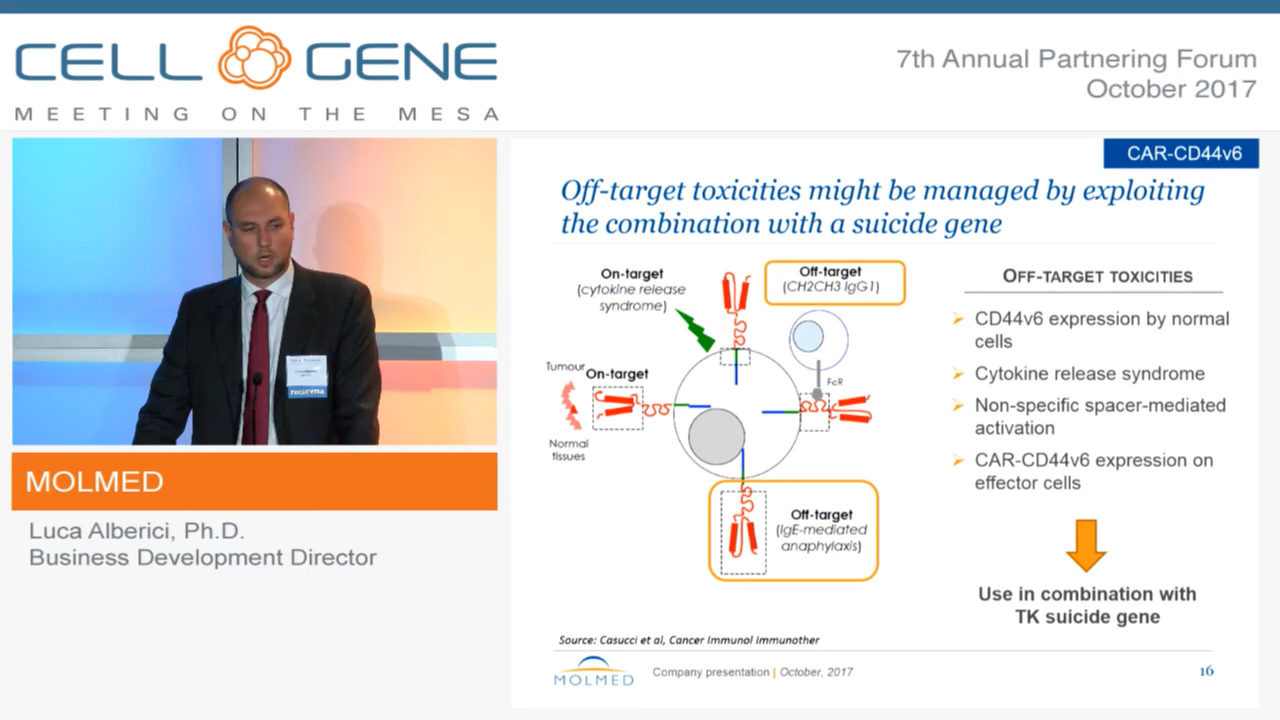 CELL GENE
MEETING ON THE MESA
7th Annual Partnering Forum
October 2017
MOLMED
Luca Alberici, Ph.D.
Business Development Director
CAR-CD44v6
Off-target toxicities might be managed by exploiting
the combination with a suicide gene
On-target
(cytokine release
syndrome)
Off-target
(CH2CH3 IgG1)
FcR
Tumour
On-target
Normal
tissues
Off-target
(IgE-mediated
anaphylaxis)
OFF-TARGET TOXICITIES
CD44v6 expression by normal
cells
Cytokine release syndrome
Non-specific spacer-mediated
activation
CAR-CD44v6 expression on
effector cells
Use in combination with
TK suicide gene
Source: Casucci et al, Cancer Immunol Immunother
MOLMED
Company presentation | October, 2017
16